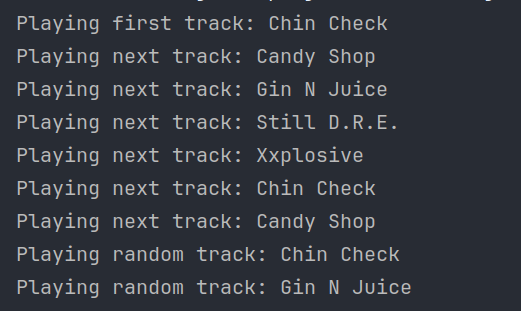 Playing first track: Chin Check
Playing next track: Candy Shop
Playing next track: Gin N Juice
Playing next track: Still D.R.E.
Playing next track: Xxplosive
Playing next track: Chin Check
Playing next track: Candy Shop
Playing random track: Chin Check
Playing random track: Gin N Juice